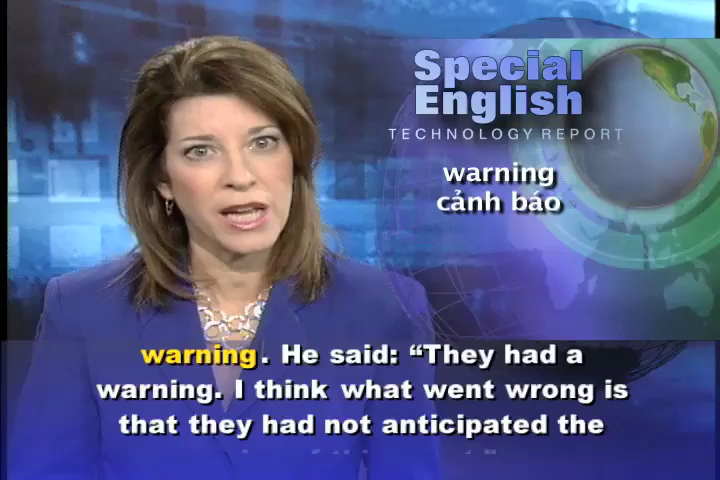 Special
English
TECHNOLOGY REPORT
warning
cảnh báo
warning. He said: “They had a
warning. I think what went wrong is
that they had not anticipated the